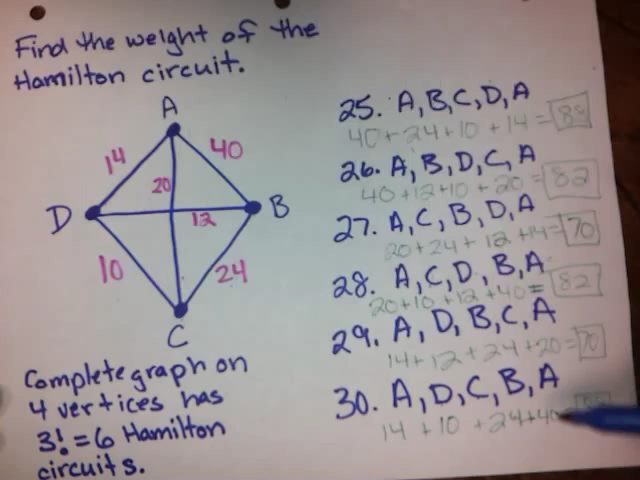 Find the weight of the
Hamilton circuit.
A
14
40
20
D
12
B
10
24
C
Complete graph on
4 vertices has
3! = 6 Hamilton
circuits.
25. A, B, C, D, A
40 + 24 + 10 + 14 = 88
26. A, B, D, C, A
40 + 12 + 10 + 20 = 82
27. A, C, B, D, A
20 + 24 + 12 + 14 = 70
28. A, C, D, B, A
20 + 10 + 12 + 40 = 82
29. A, D, B, C, A
14 + 12 + 24 + 20 = 70
30. A, D, C, B, A
14 + 10 + 24 + 40